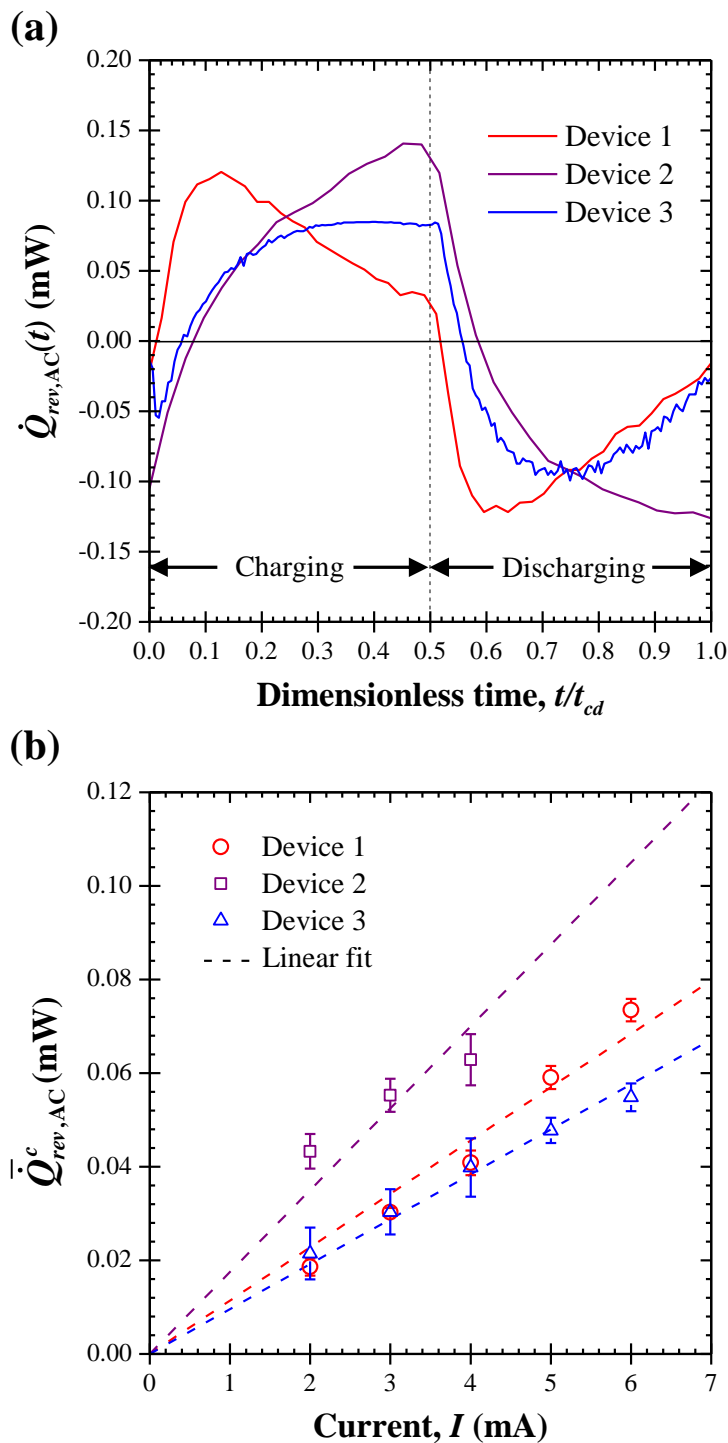 (a)
0.20
0.15
0.10
0.05
0.00
-0.05
-0.10
-0.15
-0.20
Q̇rev,AC(t) (mW)
Device 1
Device 2
Device 3
Charging
Discharging
0.0 0.1 0.2 0.3 0.4 0.5 0.6 0.7 0.8 0.9 1.0
Dimensionless time, t/tcd
(b)
0.12
0.10
0.08
0.06
0.04
0.02
0.00
Q̇̄ᶜrev,AC (mW)
Device 1
Device 2
Device 3
Linear fit
0 1 2 3 4 5 6 7
Current, I (mA)